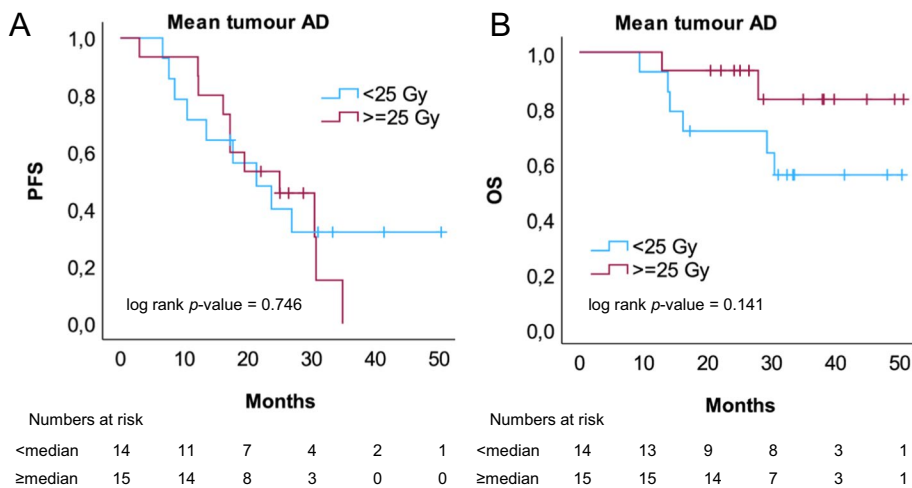 A
Mean tumour AD
1,0
0,8
0,6
0,4
0,2
0,0
PFS
<25 Gy
>=25 Gy
log rank p-value = 0.746
0 10 20 30 40 50
Months
Numbers at risk
<median 14 11 7 4 2 1
≥median 15 14 8 3 0 0
B
Mean tumour AD
1,0
0,8
0,6
0,4
0,2
0,0
OS
<25 Gy
>=25 Gy
log rank p-value = 0.141
0 10 20 30 40 50
Months
Numbers at risk
<median 14 13 9 8 3 1
≥median 15 15 14 7 3 1